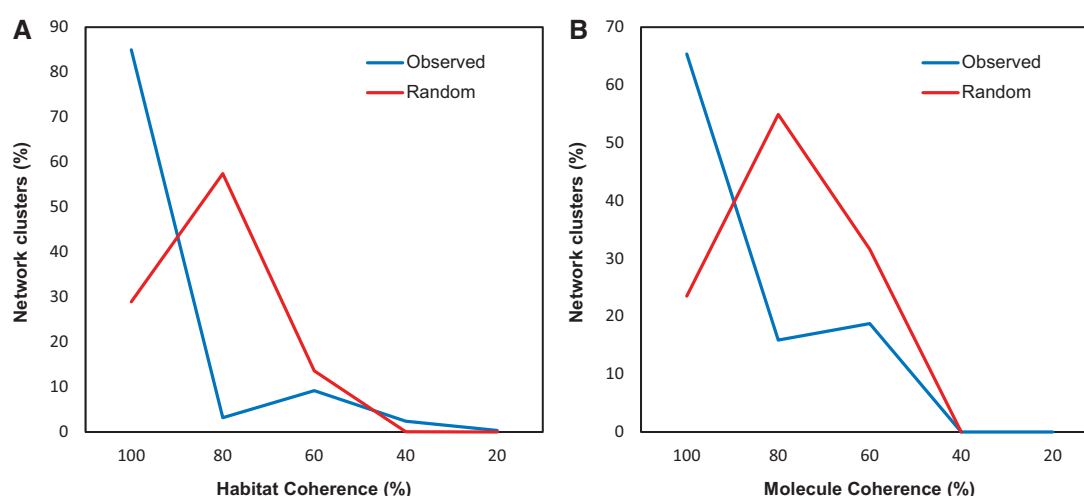 A
90
80
70
60
50
40
30
20
10
0
Network clusters (%)
Observed
Random
100 80 60 40 20
Habitat Coherence (%)
B
70
60
50
40
30
20
10
0
Network clusters (%)
Observed
Random
100 80 60 40 20
Molecule Coherence (%)